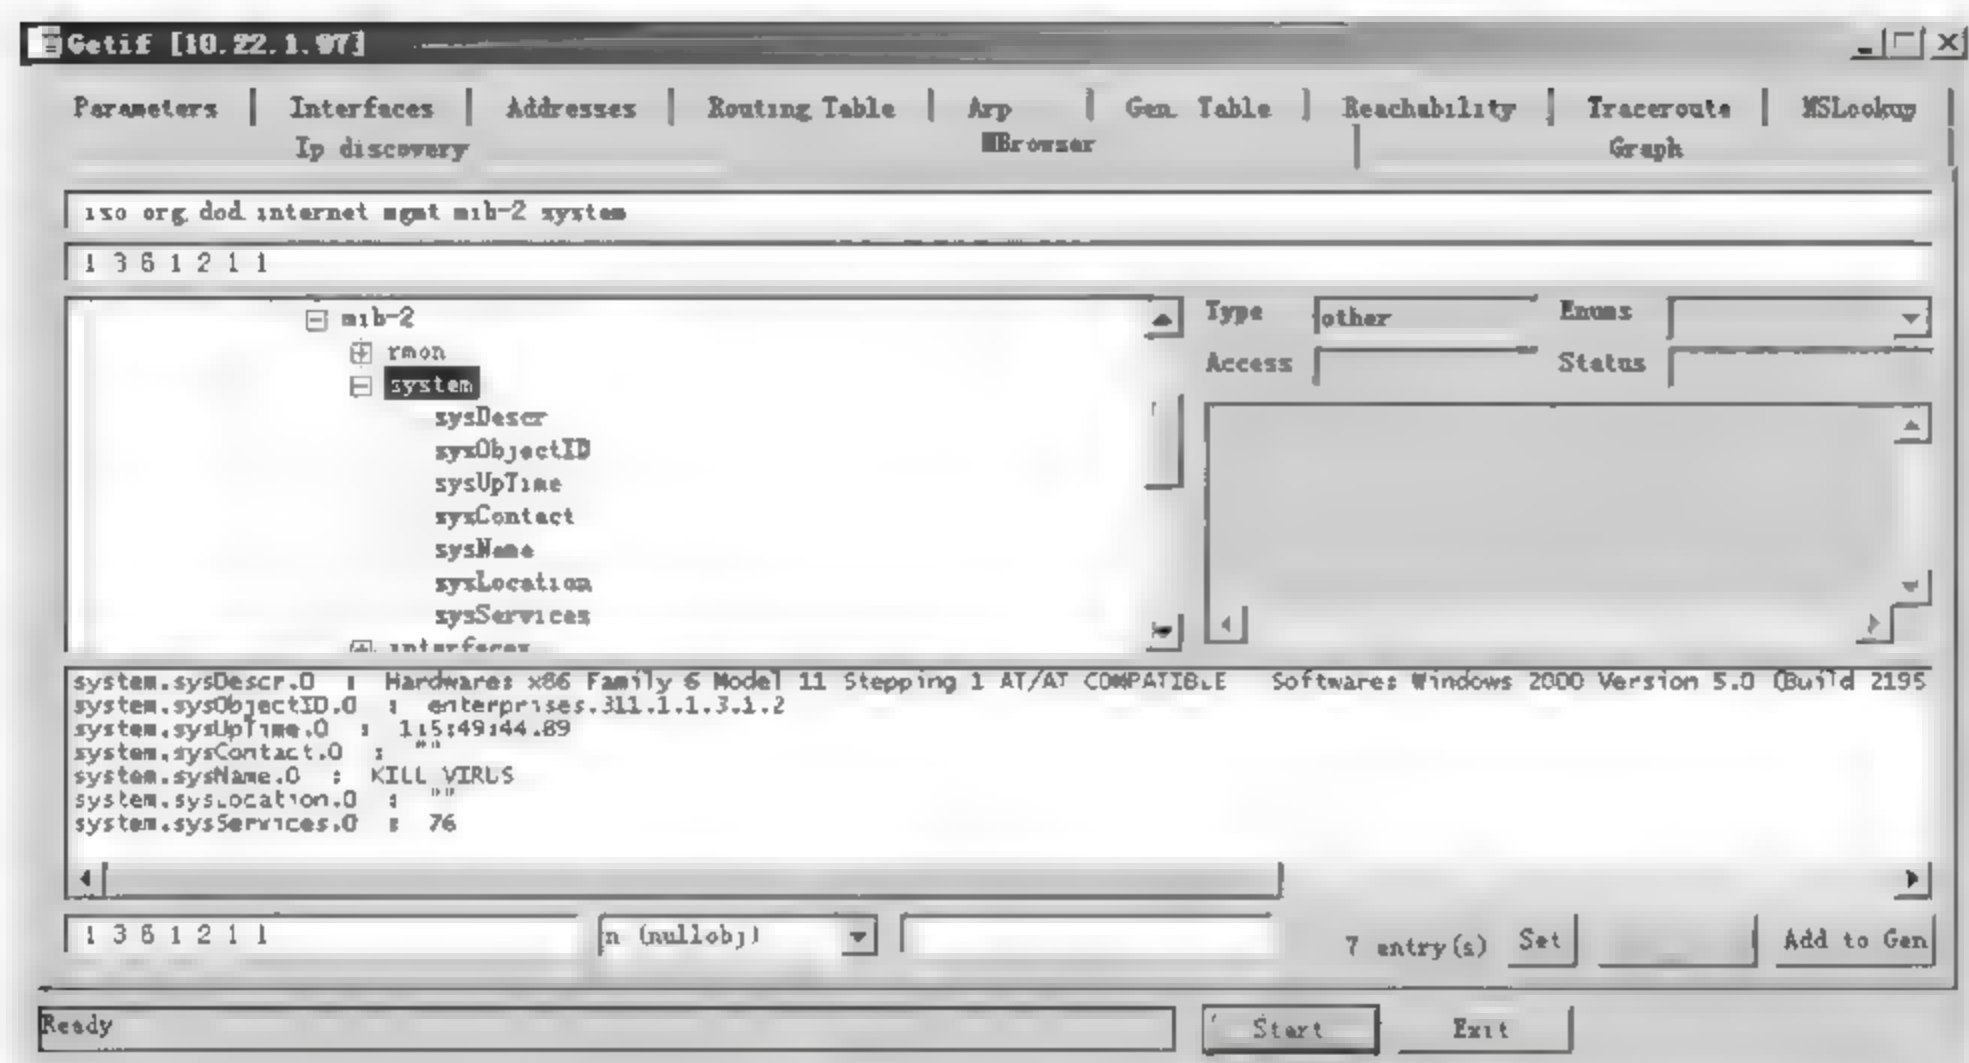 Getif [10.22.1.97]
Parameters Interfaces Addresses Routing Table Arp Gen. Table Reachability Traceroute NSLookup
Ip discovery MBrowser Graph
iso org dod internet mgmt mib-2 system
1 3 6 1 2 1 1
mib-2
Type other Enums
rmon
Access Status
system
sysDescr
sysObjectID
sysUpTime
sysContact
sysName
sysLocation
sysServices
interfaces
system.sysDescr.0 : Hardware: x86 Family 6 Model 11 Stepping 1 AT/AT COMPATIBLE Software: Windows 2000 Version 5.0 (Build 2195
system.sysObjectID.0 : enterprises.311.1.1.3.1.2
system.sysUpTime.0 : 1:5:49:44.89
system.sysContact.0 : ""
system.sysName.0 : KILL VIRUS
system.sysLocation.0 : ""
system.sysServices.0 : 76
1 3 6 1 2 1 1 n (nullobj) 7 entry(s) Set Add to Gen
Ready Start Exit